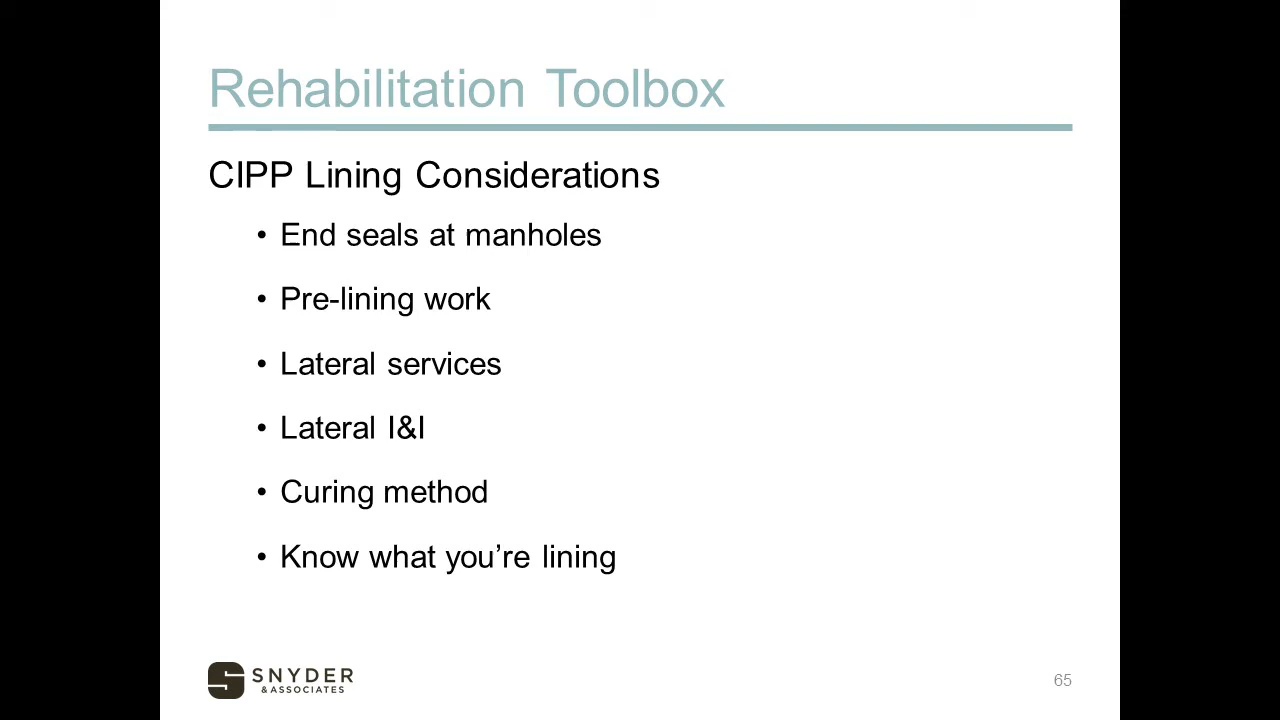 Rehabilitation Toolbox
CIPP Lining Considerations
• End seals at manholes
• Pre-lining work
• Lateral services
• Lateral I&I
• Curing method
• Know what you’re lining
SNYDER
& ASSOCIATES
65